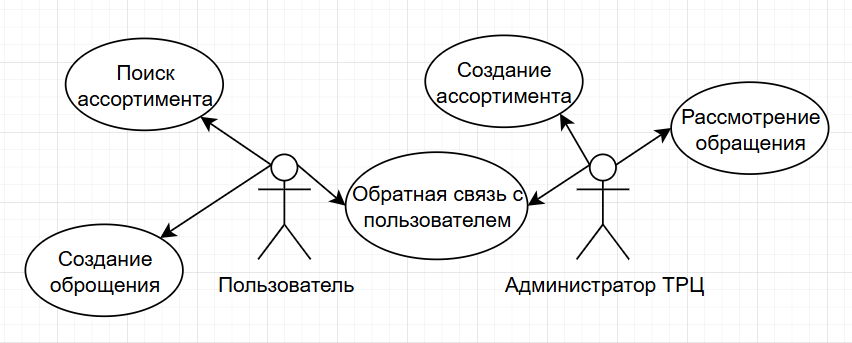 Поиск
ассортимента
Создание
ассортимента
Рассмотрение
обращения
Обратная связь с
пользователем
Создание
оброщения
Пользователь
Администратор ТРЦ